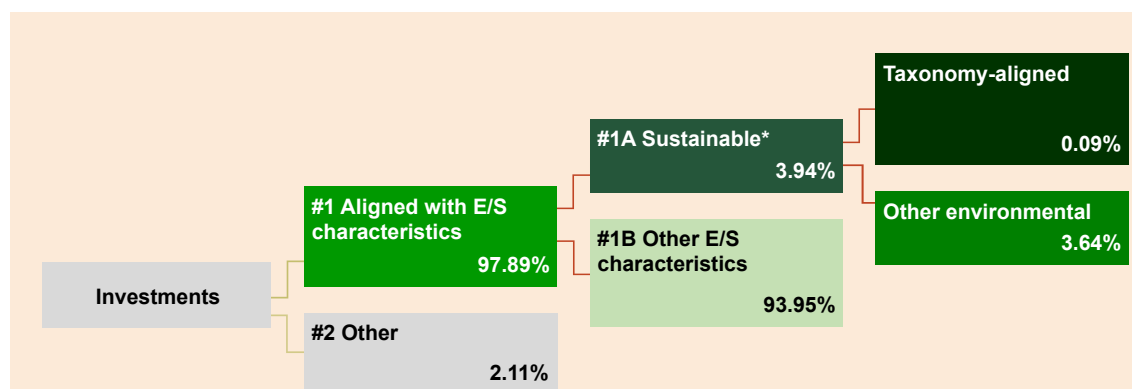 Investments
#1 Aligned with E/S
characteristics
97.89%
#2 Other
2.11%
#1A Sustainable*
3.94%
#1B Other E/S
characteristics
93.95%
Taxonomy-aligned
0.09%
Other environmental
3.64%